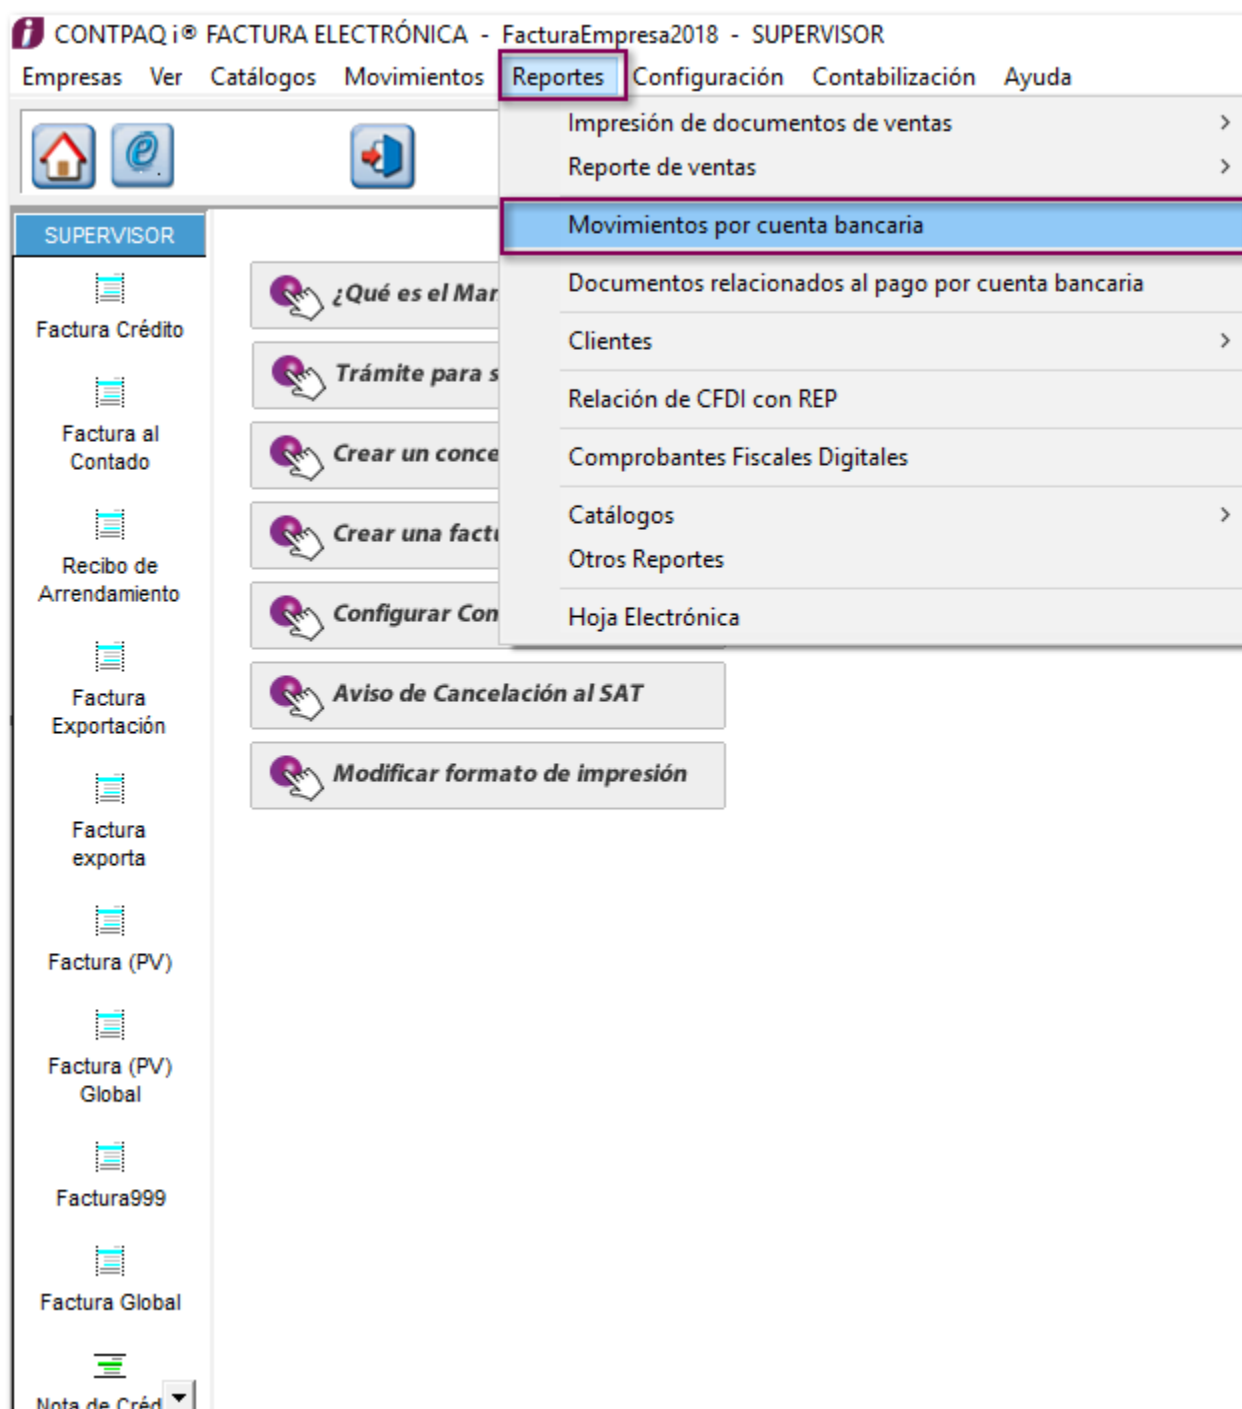 CONTPAQ i® FACTURA ELECTRÓNICA - FacturaEmpresa2018 - SUPERVISOR
Empresas Ver Catálogos Movimientos Reportes Configuración Contabilización Ayuda
Impresión de documentos de ventas
Reporte de ventas
Movimientos por cuenta bancaria
Documentos relacionados al pago por cuenta bancaria
Clientes
Relación de CFDI con REP
Comprobantes Fiscales Digitales
Catálogos
Otros Reportes
Hoja Electrónica
SUPERVISOR
Factura Crédito
Factura al
Contado
Recibo de
Arrendamiento
Factura
Exportación
Factura
exporta
Factura (PV)
Factura (PV)
Global
Factura999
Factura Global
Nota de Créd
¿Qué es el Mar
Trámite para s
Crear un conce
Crear una factu
Configurar Con
Aviso de Cancelación al SAT
Modificar formato de impresión